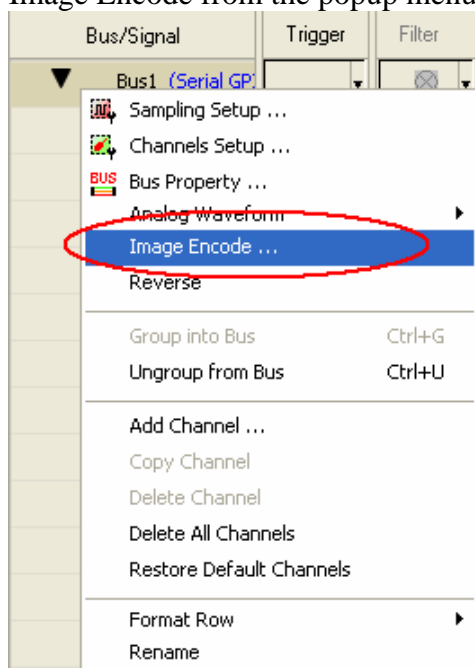 Image Encode from the popup menu
Bus/Signal Trigger Filter
Bus1 (Serial GP
Sampling Setup ...
Channels Setup ...
BUS Bus Property ...
Analog Waveform
Image Encode ...
Reverse
Group into Bus Ctrl+G
Ungroup from Bus Ctrl+U
Add Channel ...
Copy Channel
Delete Channel
Delete All Channels
Restore Default Channels
Format Row
Rename